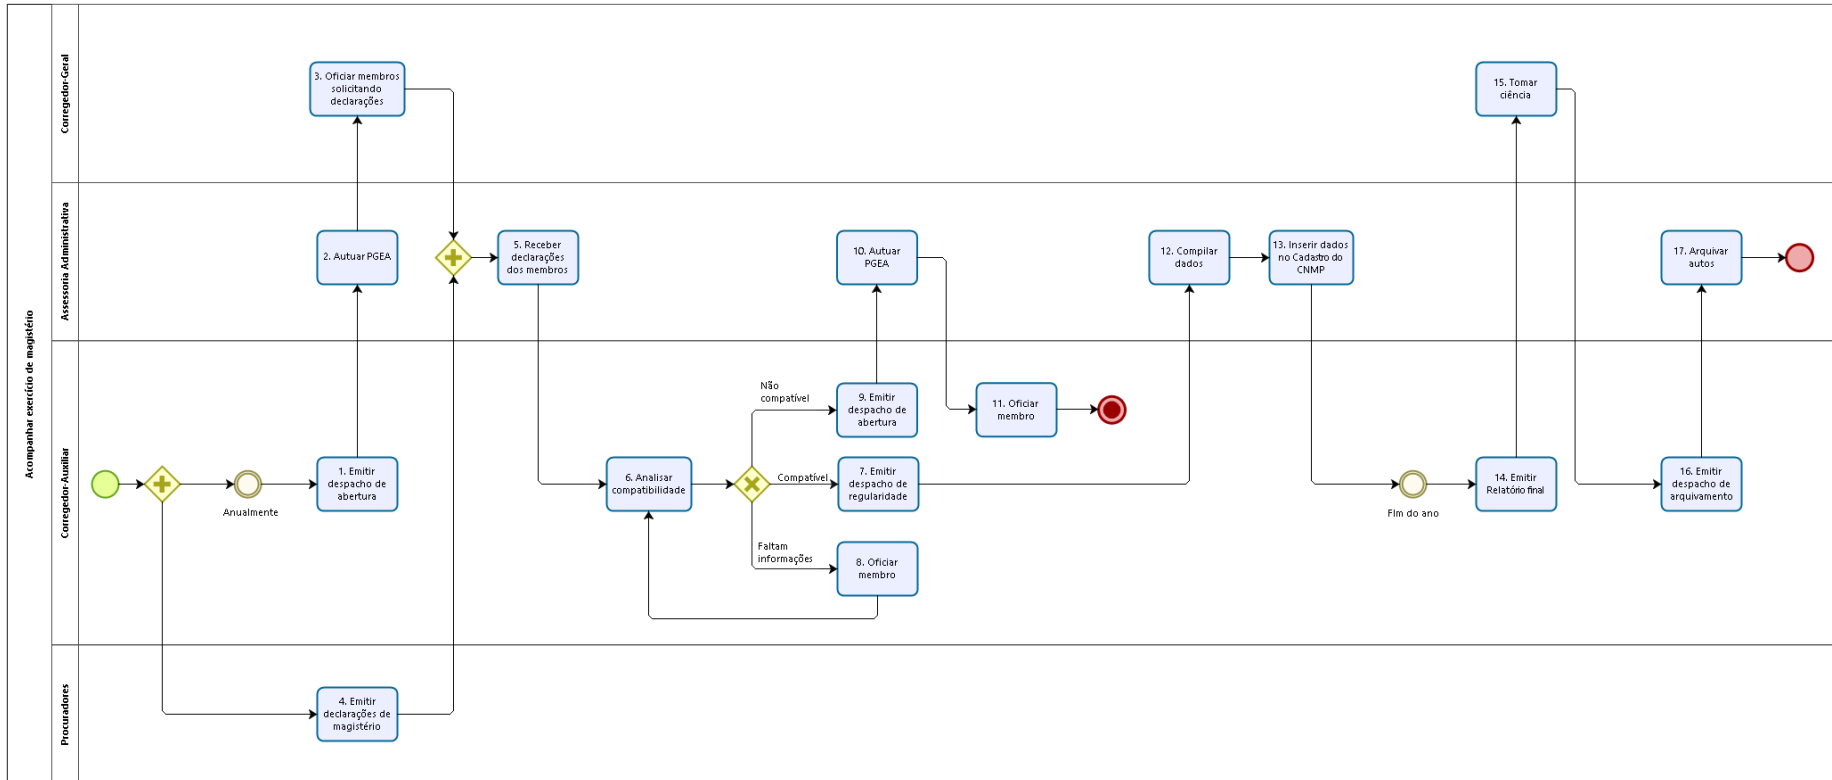 Acompanhar exercício de magistério
Corregedor-Geral
3. Oficiar membros
solicitando
declarações
15. Tomar
ciência
Assessoria Administrativa
2. Autuar PGEA
5. Receber
declarações
dos membros
10. Autuar
PGEA
12. Compilar
dados
13. Inserir dados
no Cadastro do
CNMP
17. Arquivar
autos
Corregedor-Auxiliar
Anualmente
1. Emitir
despacho de
abertura
6. Analisar
compatibilidade
Não
compatível
9. Emitir
despacho de
abertura
11. Oficiar
membro
Compatível
7. Emitir
despacho de
regularidade
Faltam
informações
8. Oficiar
membro
FIm do ano
14. Emitir
Relatório final
16. Emitir
despacho de
arquivamento
Procuradores
4. Emitir
declarações de
magistério